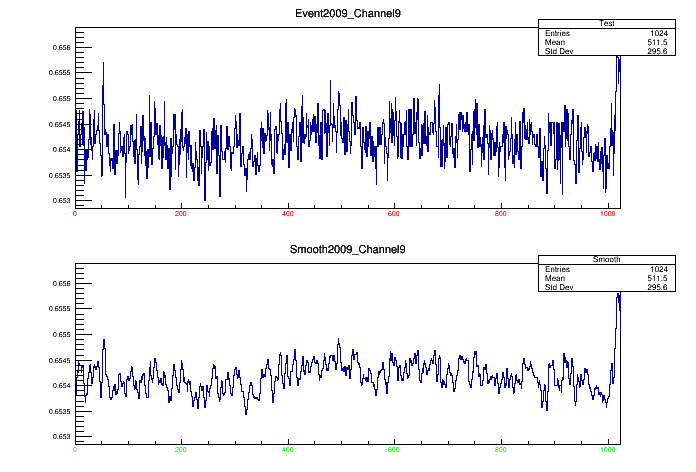 Event2009_Channel9
Test
Entries 1024
Mean 511.5
Std Dev 295.6
0.656
0.6555
0.655
0.6545
0.654
0.6535
0.653
0 200 400 600 800 1000
Smooth2009_Channel9
Smooth
Entries 1024
Mean 511.5
Std Dev 295.6
0.656
0.6555
0.655
0.6545
0.654
0.6535
0.653
0 200 400 600 800 1000